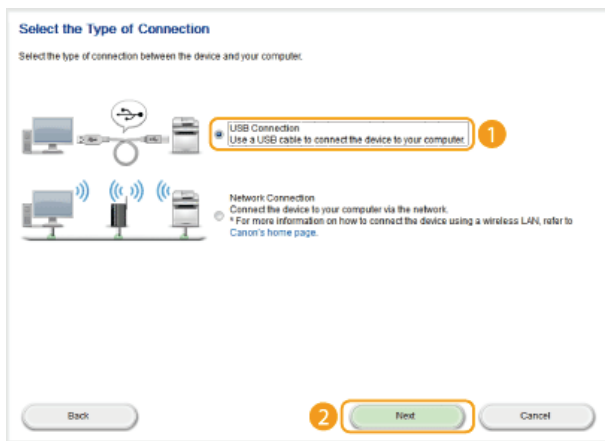 Select the Type of Connection
Select the type of connection between the device and your computer.
USB Connection
Use a USB cable to connect the device to your computer.
1
Network Connection
Connect the device to your computer via the network.
* For more information on how to connect the device using a wireless LAN, refer to
Canon's home page.
Back
2
Next
Cancel